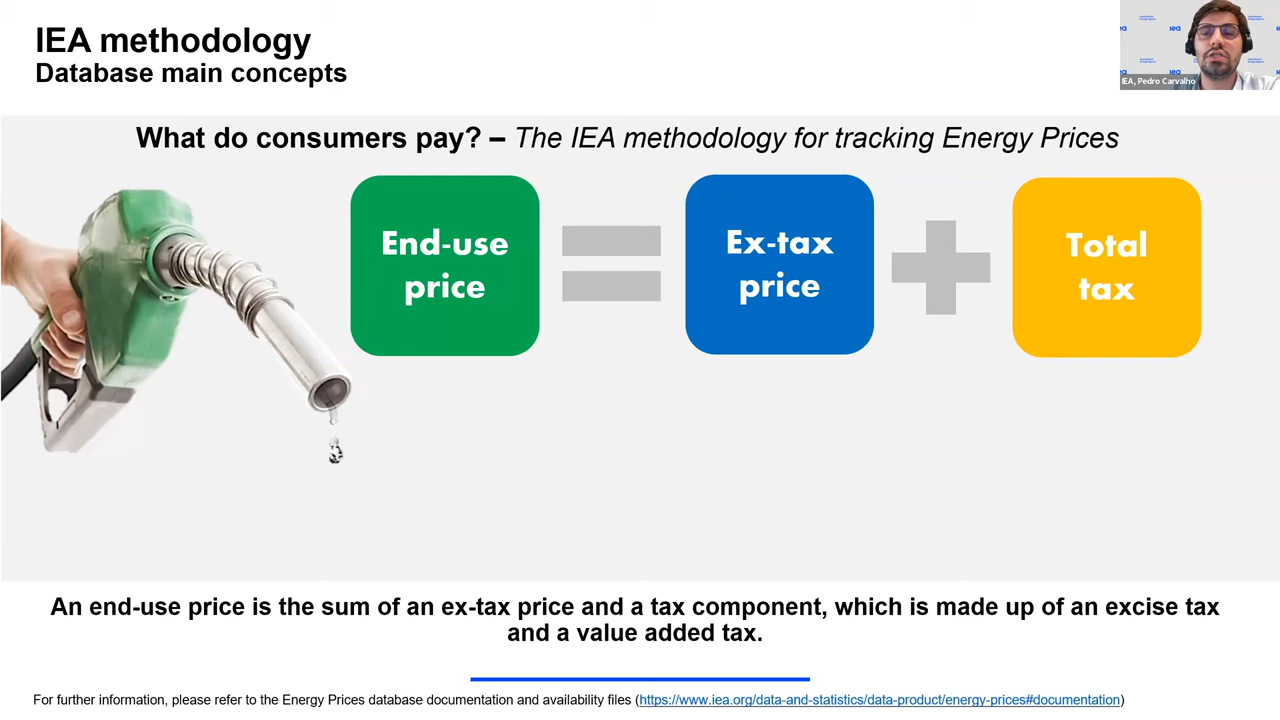 IEA methodology
Database main concepts
IEA, Pedro Carvalho
What do consumers pay? – The IEA methodology for tracking Energy Prices
End-use
price
Ex-tax
price
Total
tax
An end-use price is the sum of an ex-tax price and a tax component, which is made up of an excise tax
and a value added tax.
For further information, please refer to the Energy Prices database documentation and availability files (https://www.iea.org/data-and-statistics/data-product/energy-prices#documentation)